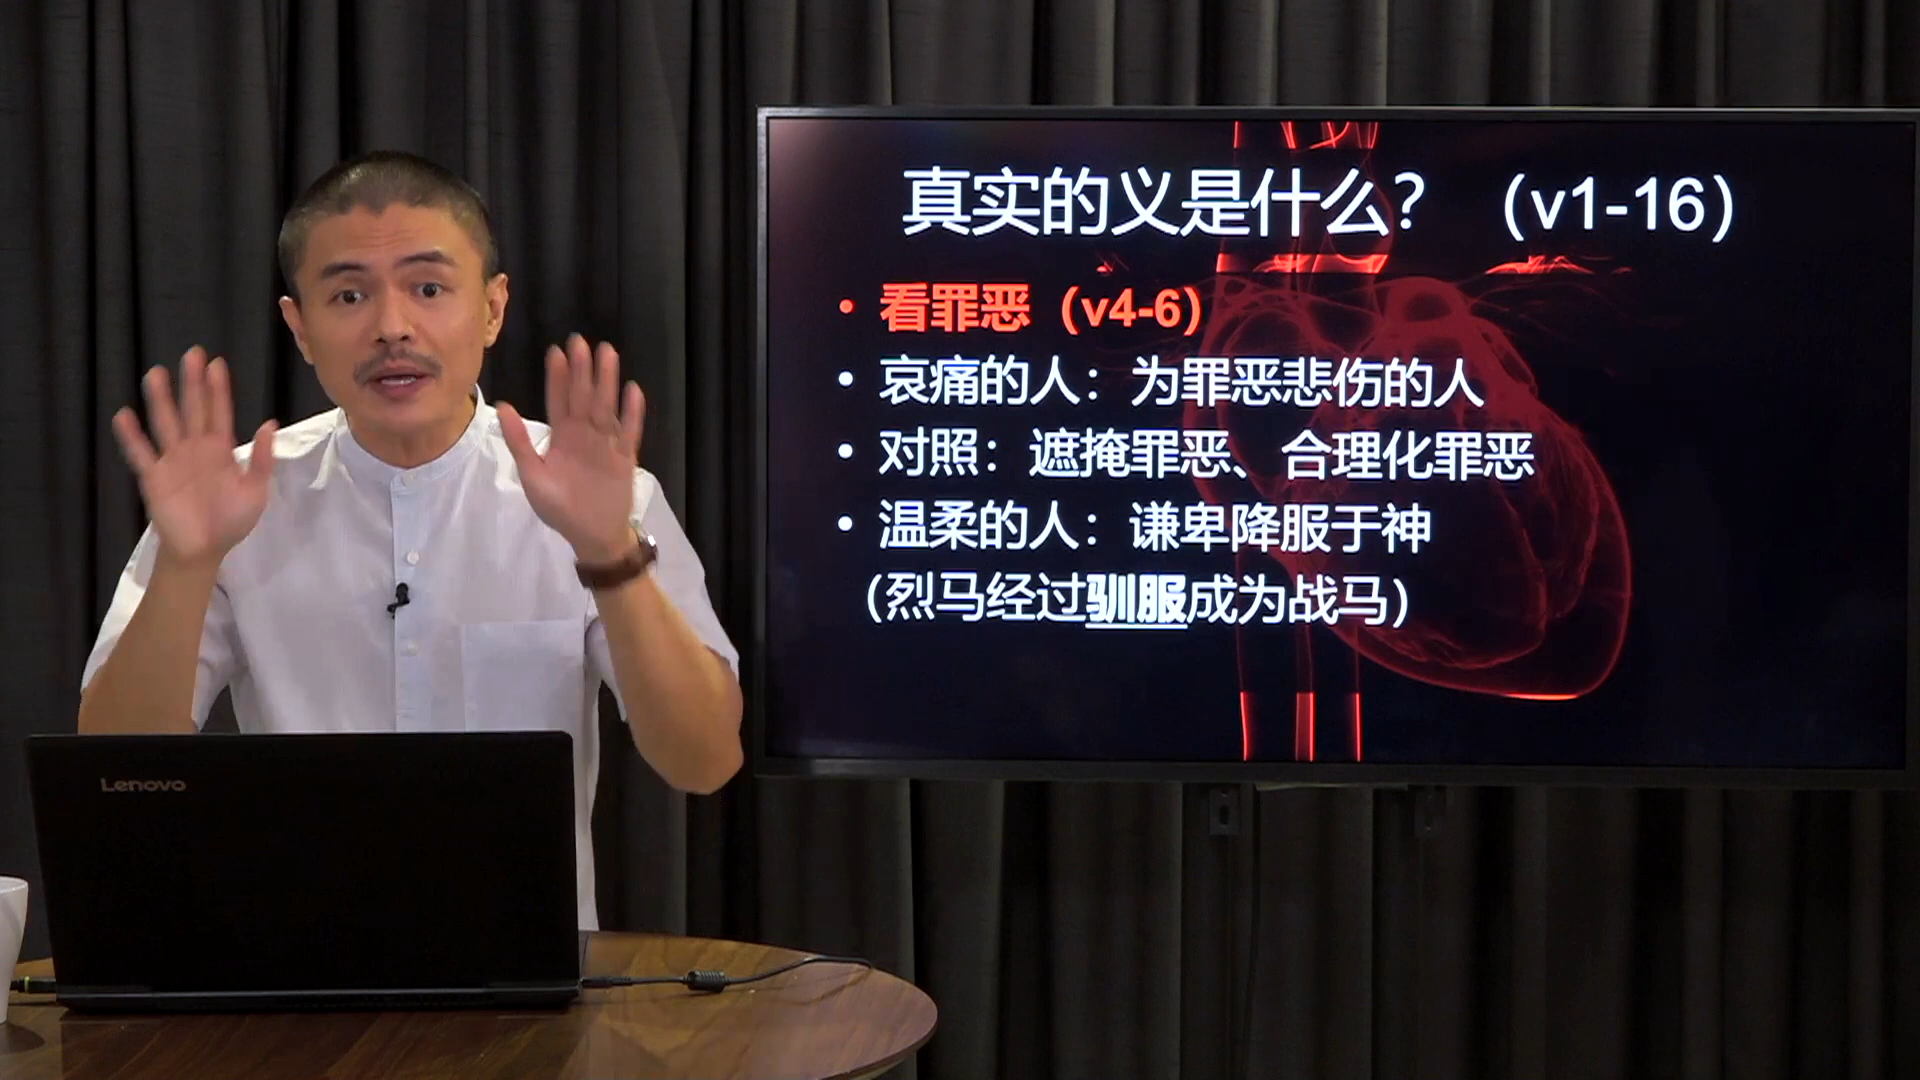 真实的义是什么？（v1-16）
• 看罪恶（v4-6）
• 哀痛的人：为罪恶悲伤的人
• 对照：遮掩罪恶、合理化罪恶
• 温柔的人：谦卑降服于神
（烈马经过驯服成为战马）
Lenovo